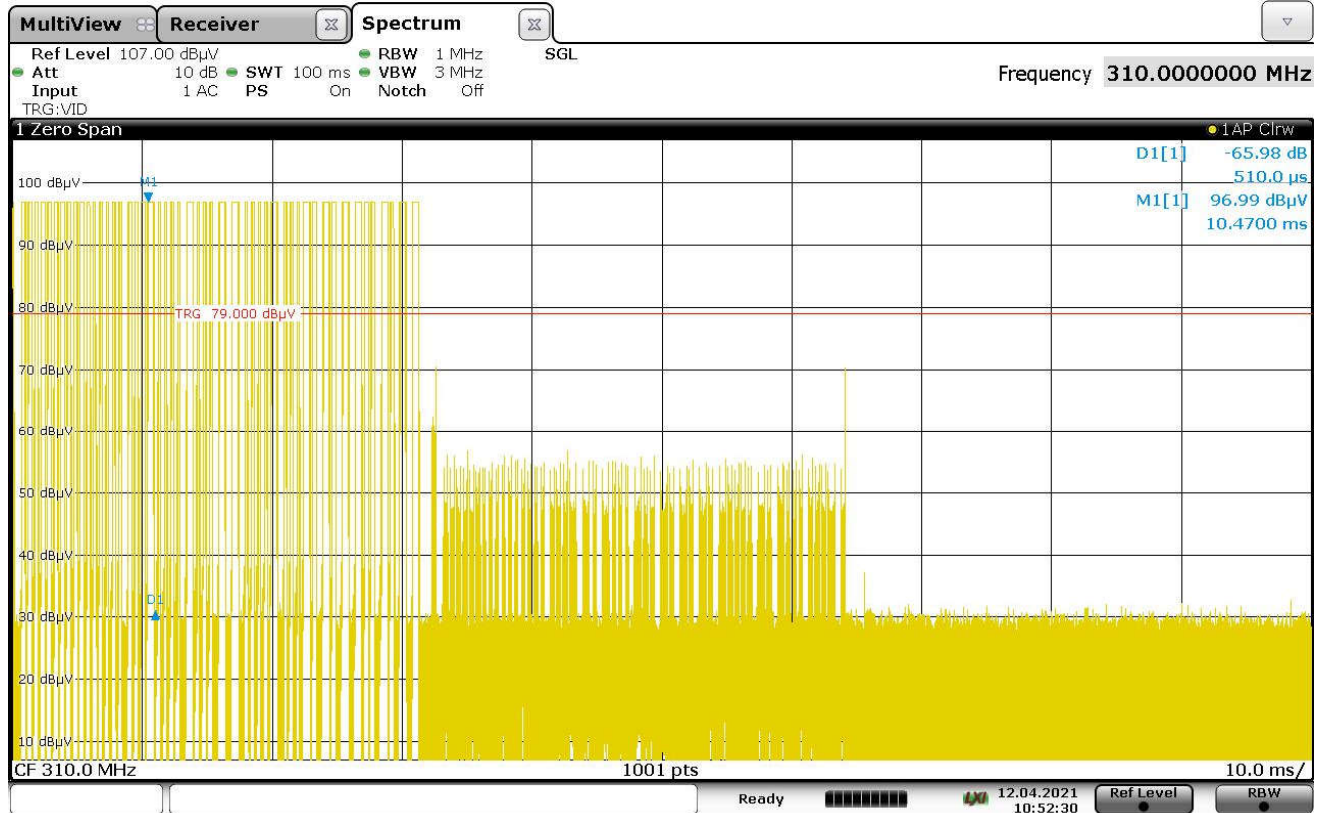 MultiView Receiver Spectrum
Ref Level 107.00 dBµV RBW 1 MHz SGL
Att 10 dB SWT 100 ms VBW 3 MHz Frequency 310.0000000 MHz
Input 1 AC PS On Notch Off
TRG:VID
1 Zero Span 1AP Clrw
D1[1] -65.98 dB
510.0 µs
M1[1] 96.99 dBµV
10.4700 ms
100 dBµV
M1
90 dBµV
80 dBµV
TRG 79.000 dBµV
70 dBµV
60 dBµV
50 dBµV
40 dBµV
D1
30 dBµV
20 dBµV
10 dBµV
CF 310.0 MHz 1001 pts 10.0 ms/
Ready LXI 12.04.2021 Ref Level RBW
10:52:30